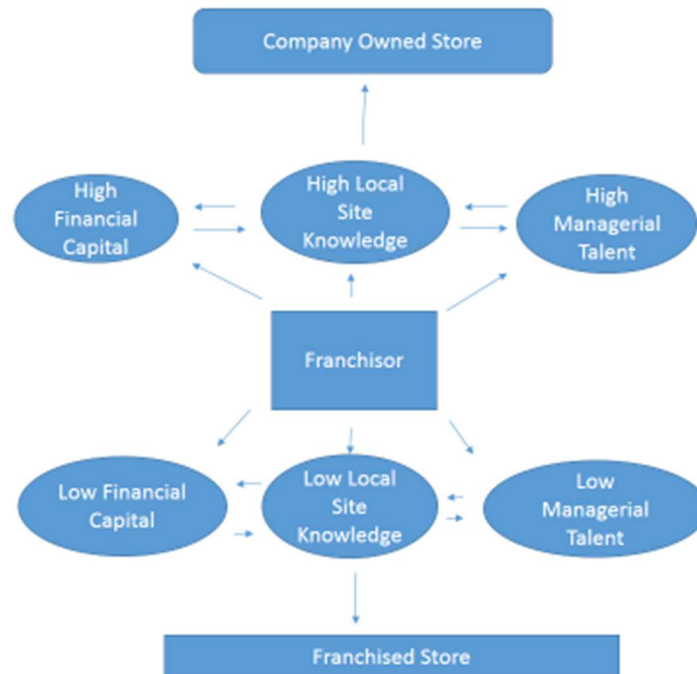 Company Owned Store
High
Financial
Capital
High Local
Site
Knowledge
High
Managerial
Talent
Franchisor
Low Financial
Capital
Low Local
Site
Knowledge
Low
Managerial
Talent
Franchised Store